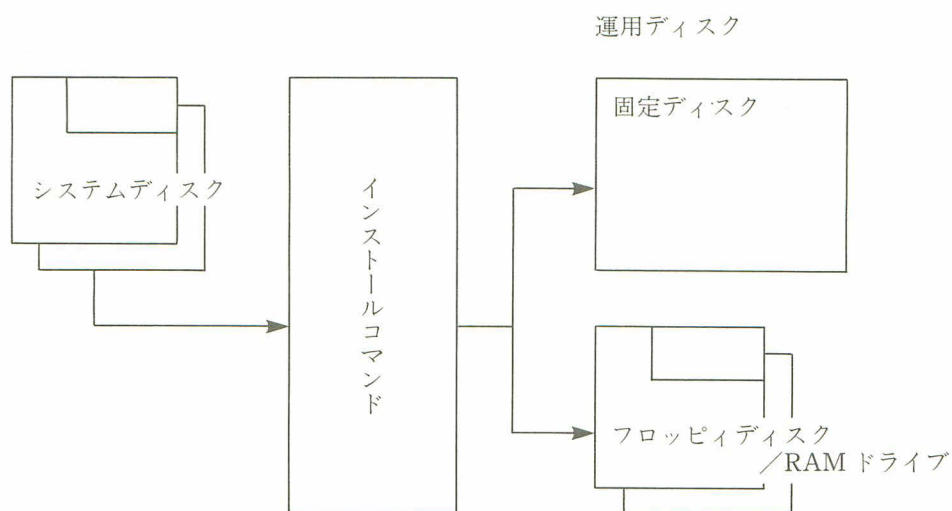 運用ディスク
固定ディスク
システムディスク
インストールコマンド
フロッピィディスク
／RAM ドライブ